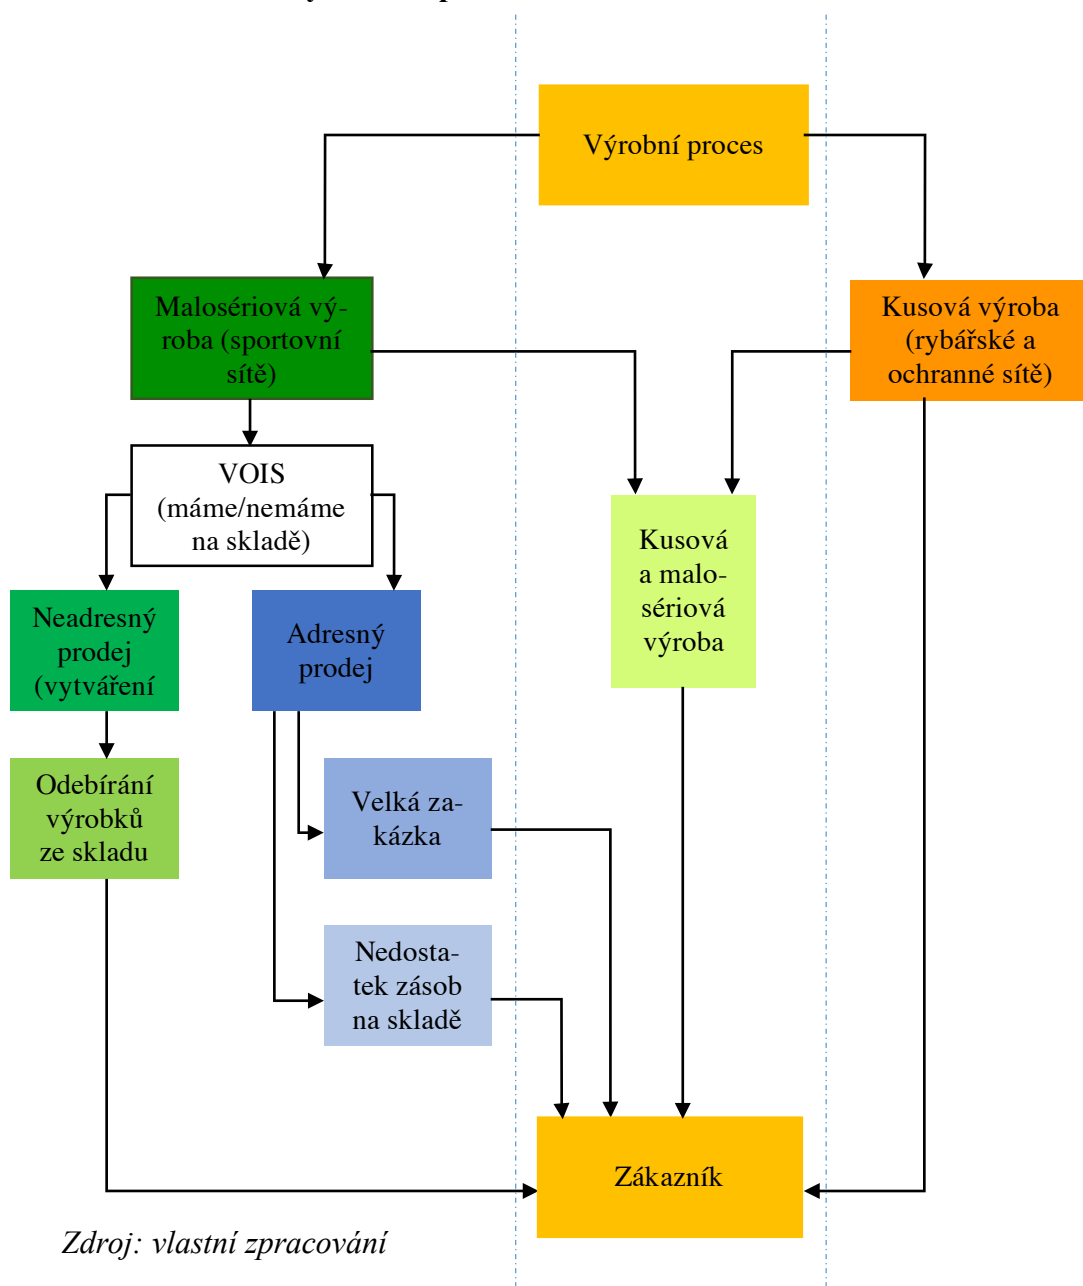 Výrobní proces
Malosériová vý-
roba (sportovní
sítě)
Kusová výroba
(rybářské a
ochranné sítě)
VOIS
(máme/nemáme
na skladě)
Kusová
a malo-
sériová
výroba
Neadresný
prodej
(vytváření
Adresný
prodej
Odebírání
výrobků
ze skladu
Velká za-
kázka
Nedosta-
tek zásob
na skladě
Zákazník
Zdroj: vlastní zpracování